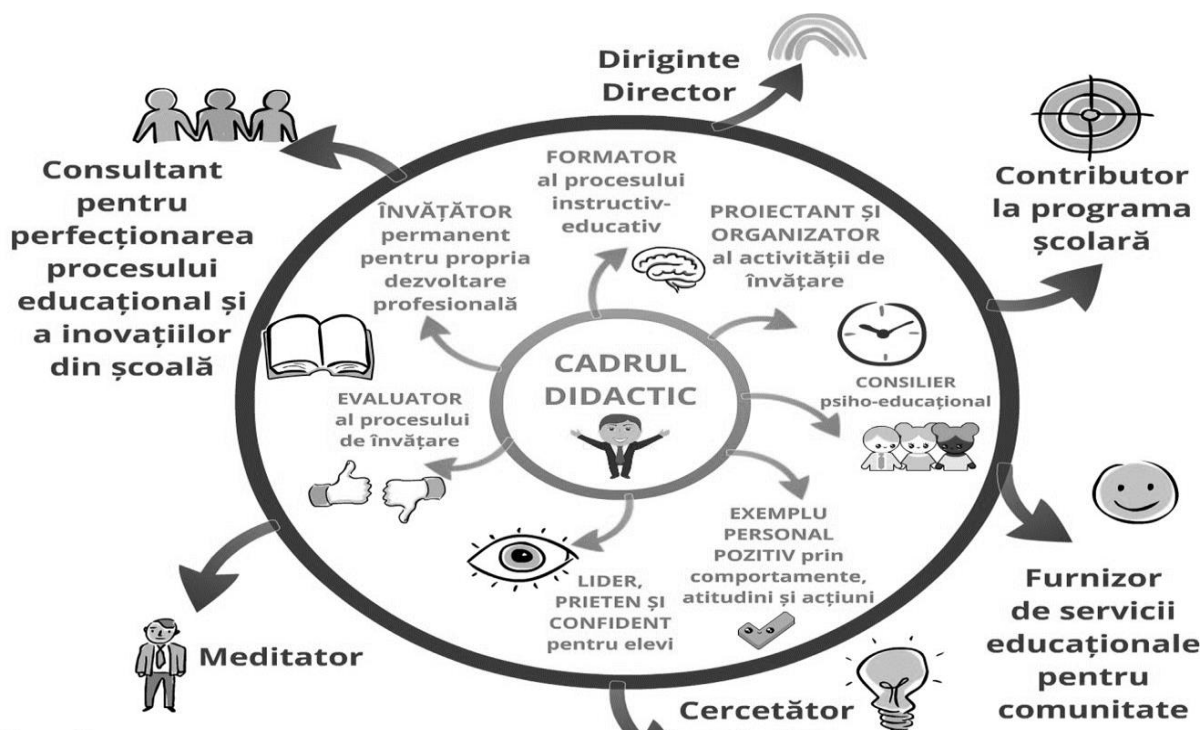 CADRUL
DIDACTIC
FORMATOR
al procesului
instructiv-
educativ
PROIECTANT ȘI
ORGANIZATOR
al activității de
învățare
CONSILIER
psiho-educațional
EXEMPLU
PERSONAL
POZITIV prin
comportamente,
atitudini și acțiuni
LIDER,
PRIETEN ȘI
CONFIDENT
pentru elevi
EVALUATOR
al procesului
de învățare
ÎNVĂȚĂTOR
permanent
pentru propria
dezvoltare
profesională
Diriginte
Director
Contributor
la programa
școlară
Furnizor
de servicii
educaționale
pentru
comunitate
Cercetător
Meditator
Consultant
pentru
perfecționarea
procesului
educațional și
a inovațiilor
din școală